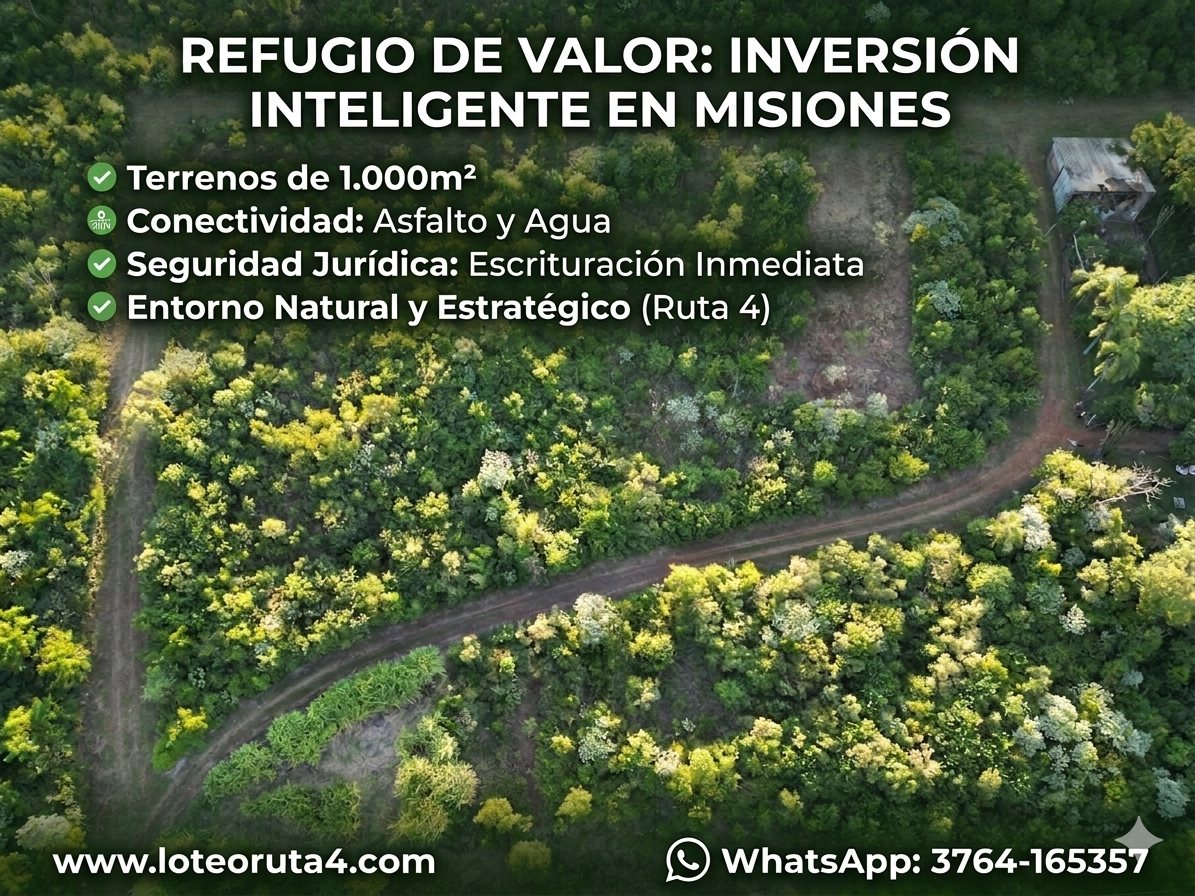 REFUGIO DE VALOR: INVERSIÓN
INTELIGENTE EN MISIONES
Terrenos de 1.000m²
Conectividad: Asfalto y Agua
Seguridad Jurídica: Escrituración Inmediata
Entorno Natural y Estratégico (Ruta 4)
www.loteoruta4.com
WhatsApp: 3764-165357